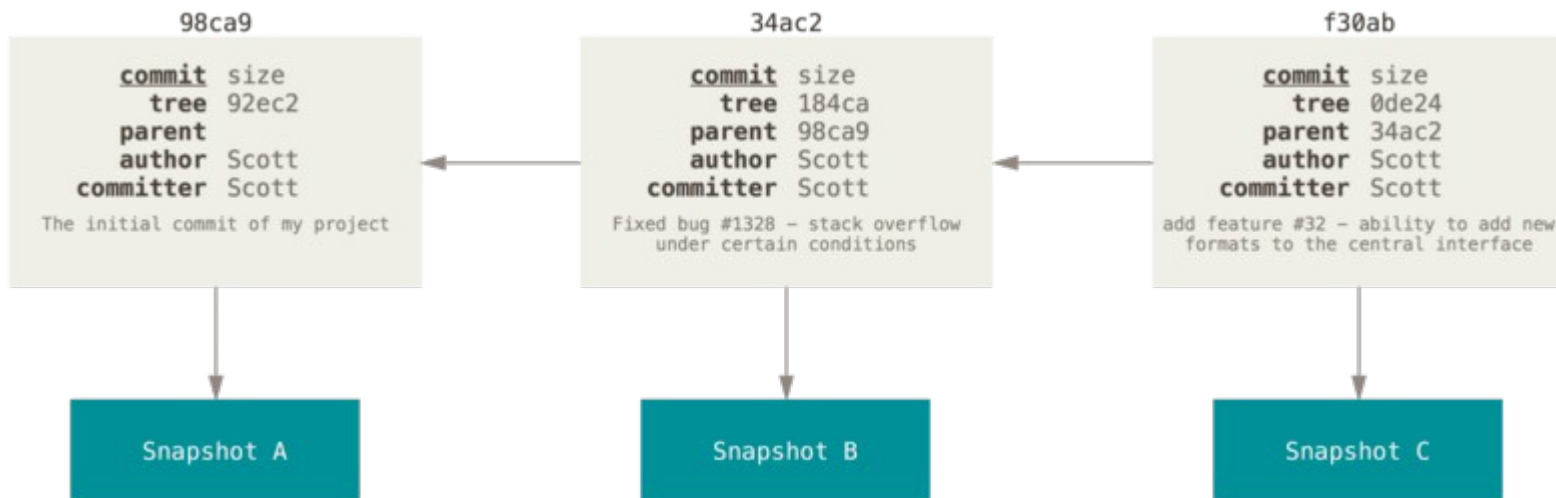 98ca9
commit size
tree 92ec2
parent
author Scott
committer Scott
The initial commit of my project
Snapshot A
34ac2
commit size
tree 184ca
parent 98ca9
author Scott
committer Scott
Fixed bug #1328 – stack overflow
under certain conditions
Snapshot B
f30ab
commit size
tree 0de24
parent 34ac2
author Scott
committer Scott
add feature #32 – ability to add new
formats to the central interface
Snapshot C